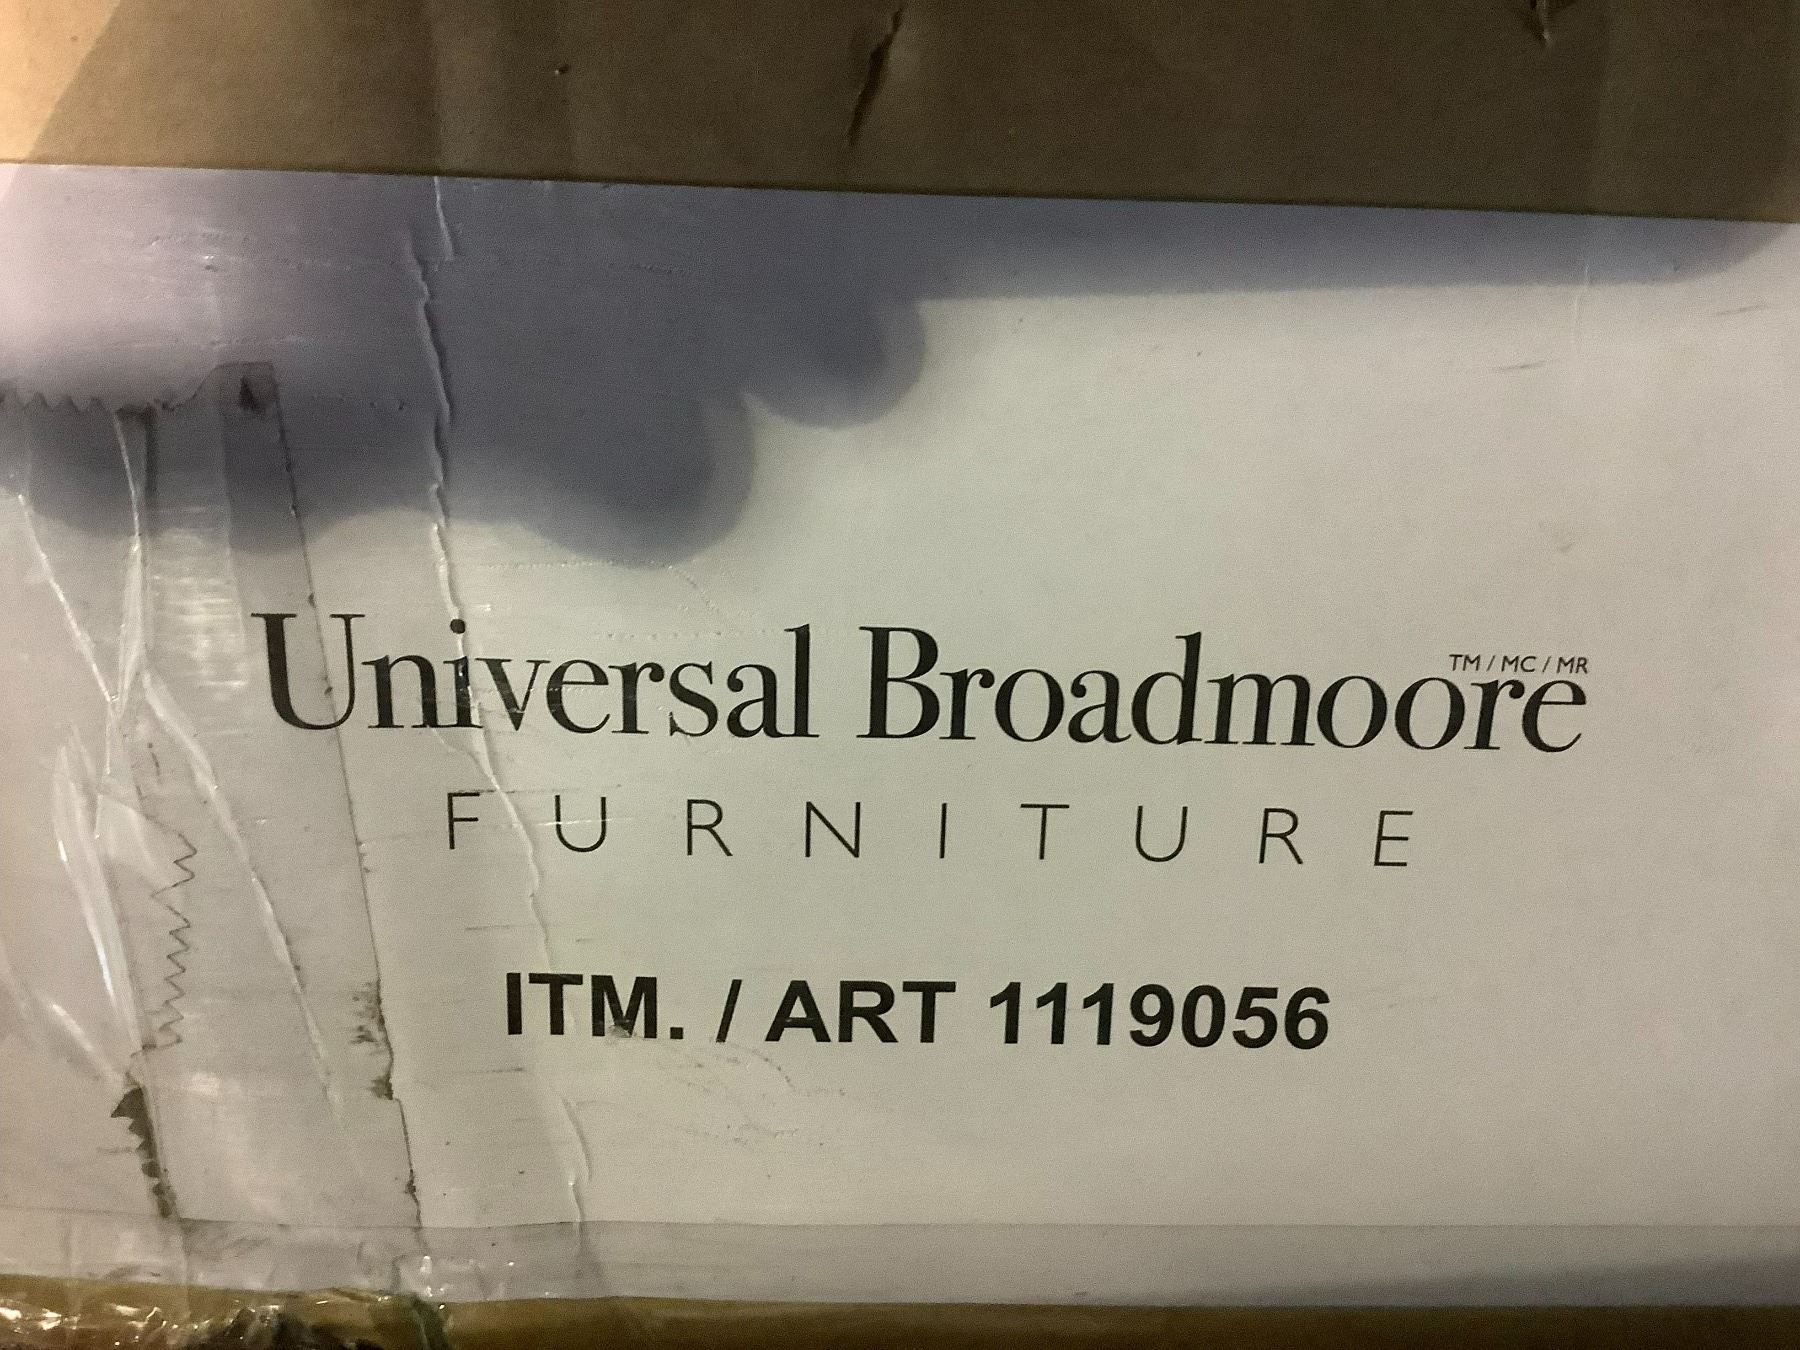 Universal Broadmoore TM/MC/MR
FURNITURE
ITM. / ART 1119056